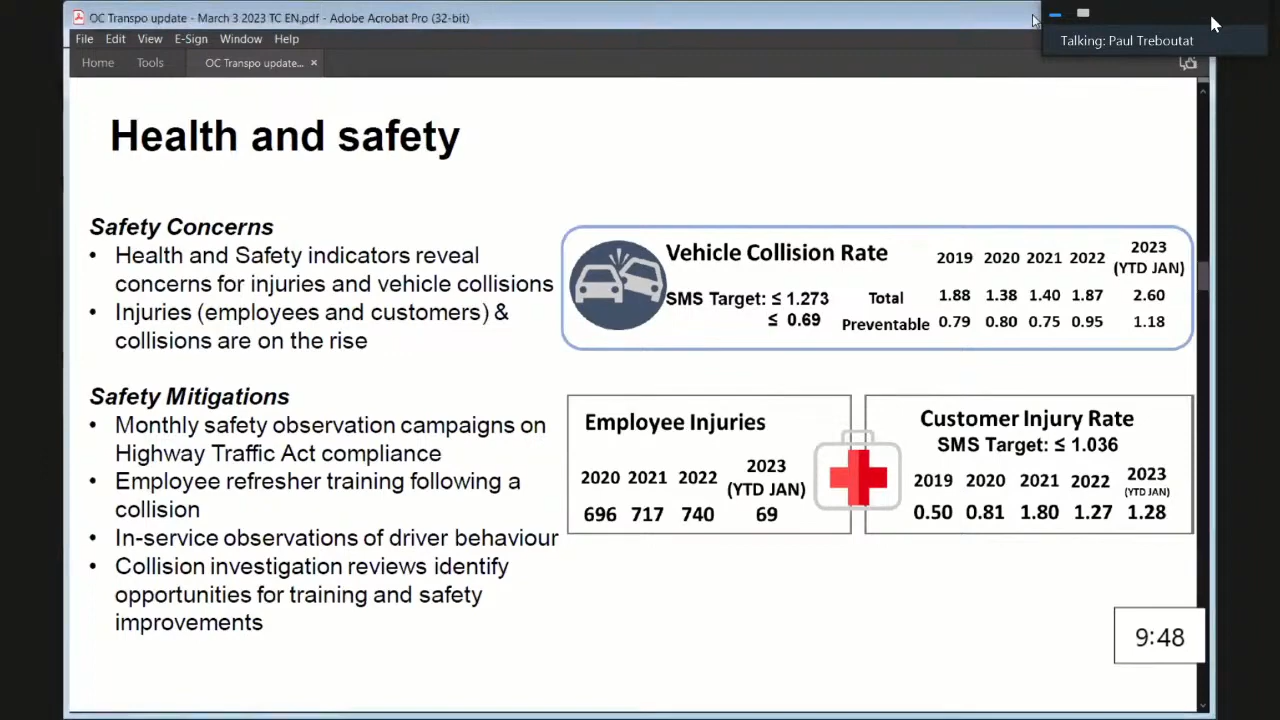 OC Transpo update - March 3 2023 TC EN.pdf - Adobe Acrobat Pro (32-bit)
Talking: Paul Treboutat
File Edit View E-Sign Window Help
Home Tools OC Transpo update... ×
Health and safety
Safety Concerns
• Health and Safety indicators reveal
concerns for injuries and vehicle collisions
• Injuries (employees and customers) &
collisions are on the rise
Safety Mitigations
• Monthly safety observation campaigns on
Highway Traffic Act compliance
• Employee refresher training following a
collision
• In-service observations of driver behaviour
• Collision investigation reviews identify
opportunities for training and safety
improvements
Vehicle Collision Rate
SMS Target: ≤ 1.273
≤ 0.69
2019 2020 2021 2022 2023
(YTD JAN)
Total 1.88 1.38 1.40 1.87 2.60
Preventable 0.79 0.80 0.75 0.95 1.18
Employee Injuries
2020 2021 2022 2023
(YTD JAN)
696 717 740 69
Customer Injury Rate
SMS Target: ≤ 1.036
2019 2020 2021 2022 2023
(YTD JAN)
0.50 0.81 1.80 1.27 1.28
9:48